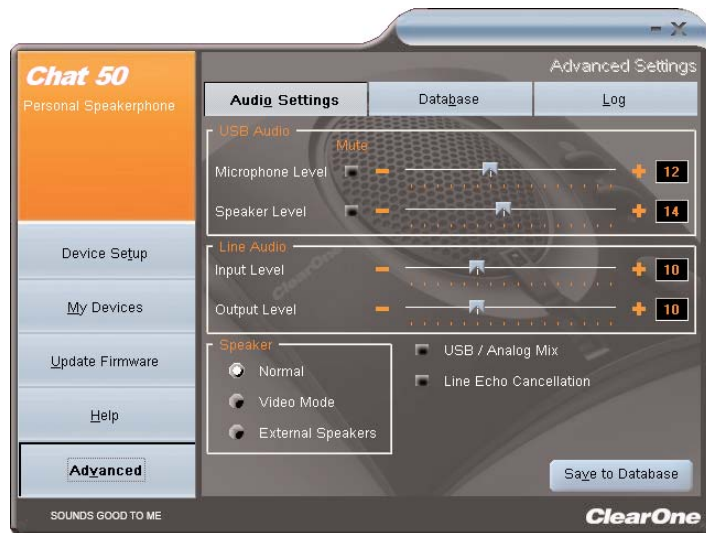 Chat 50
Personal Speakerphone
Advanced Settings
Audio Settings
Database
Log
USB Audio
Mute
Microphone Level
12
Speaker Level
14
Line Audio
Input Level
10
Output Level
10
Speaker
Normal
Video Mode
External Speakers
USB / Analog Mix
Line Echo Cancellation
Save to Database
Device Setup
My Devices
Update Firmware
Help
Advanced
SOUNDS GOOD TO ME
ClearOne
ClearOne